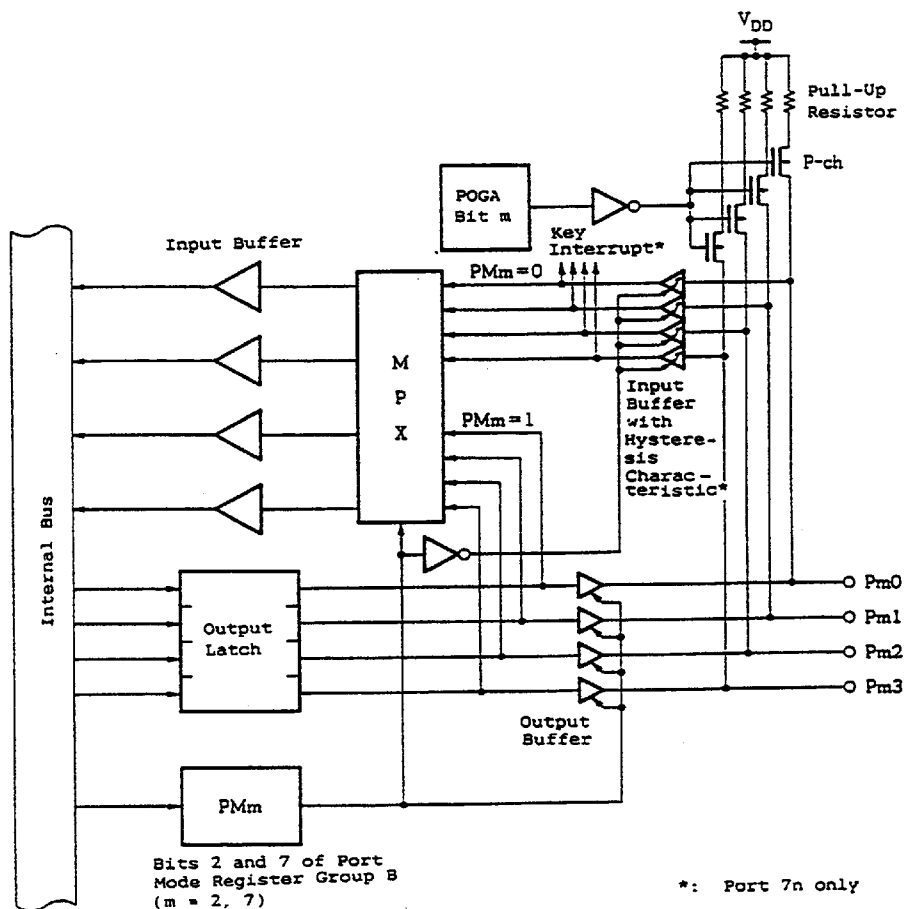 VDD
Pull-Up
Resistor
P-ch
POGA
Bit m
Key
Interrupt*
Input Buffer
PMm=0
M
P
X
PMm=1
Input
Buffer
with
Hystere-
sis
Charac-
teristic*
Internal Bus
Output
Latch
Pm0
Pm1
Pm2
Pm3
Output
Buffer
PMm
Bits 2 and 7 of Port
Mode Register Group B
(m = 2, 7)
*: Port 7n only